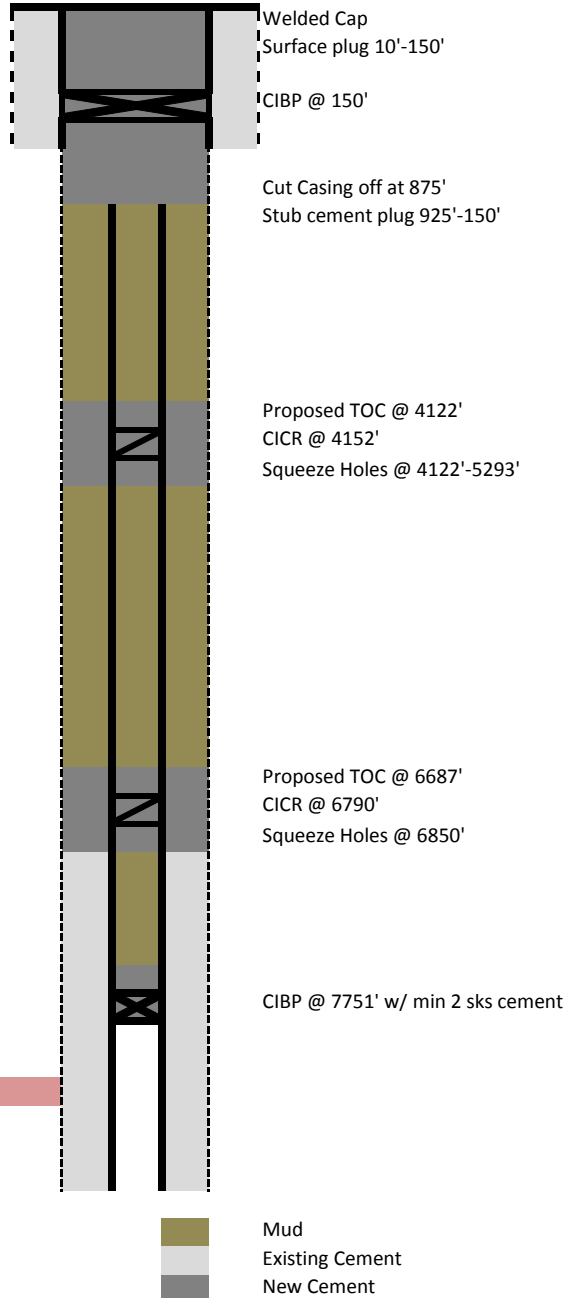 Welded Cap
Surface plug 10'-150'
CIBP @ 150'
Cut Casing off at 875'
Stub cement plug 925'-150'
Proposed TOC @ 4122'
CICR @ 4152'
Squeeze Holes @ 4122'-5293'
Proposed TOC @ 6687'
CICR @ 6790'
Squeeze Holes @ 6850'
CIBP @ 7751' w/ min 2 sks cement
Mud
Existing Cement
New Cement